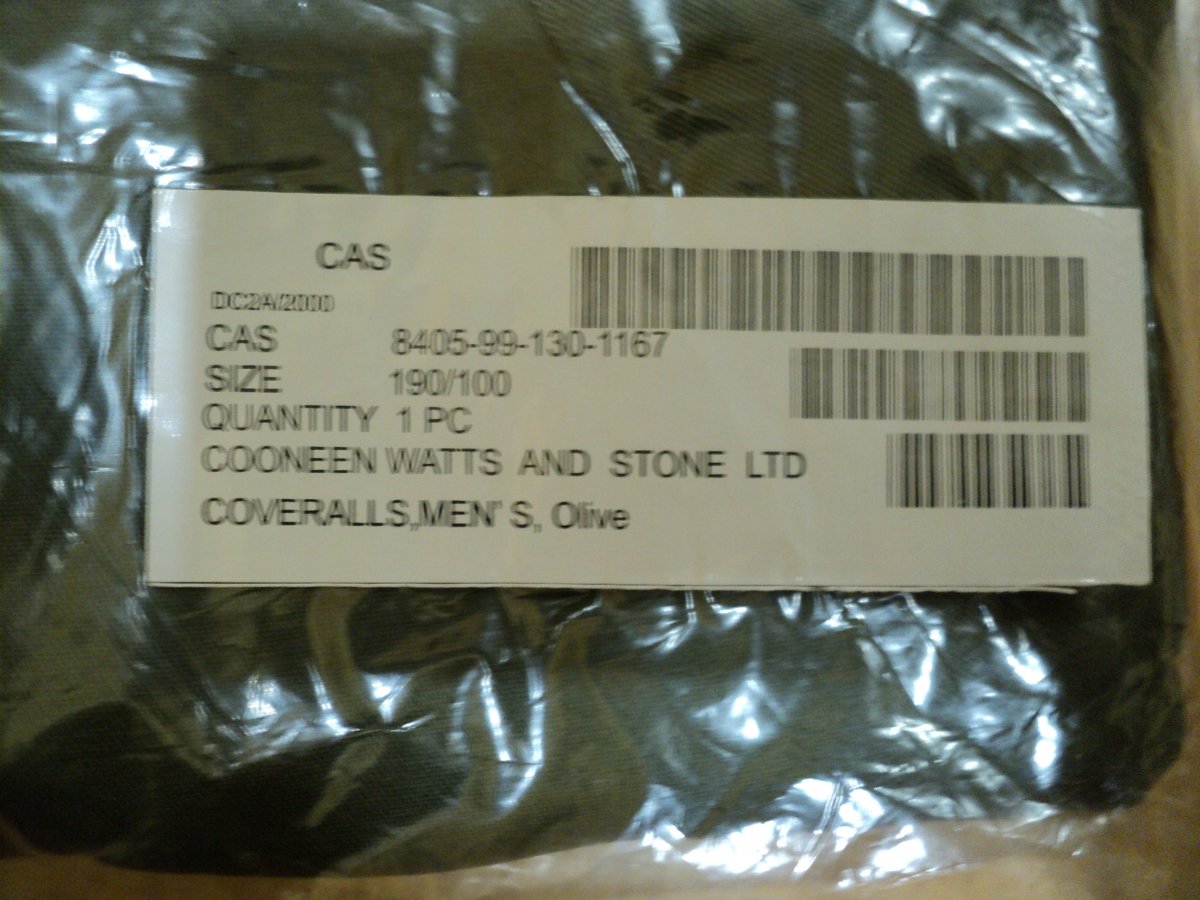 CAS
DC2A/2000
CAS 8405-99-130-1167
SIZE 190/100
QUANTITY 1 PC
COONEEN WATTS AND STONE LTD
COVERALLS,,MEN" S,, Olive